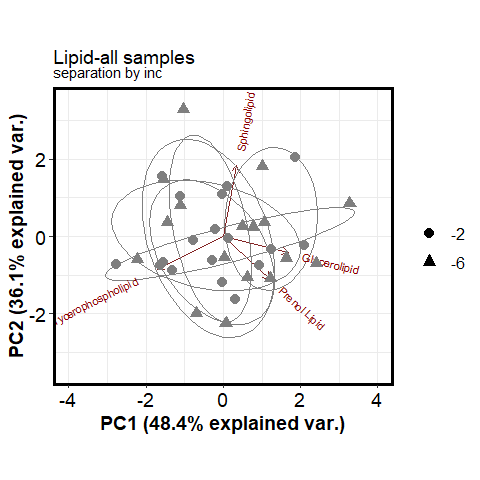 Lipid-all samples
separation by inc
PC2 (36.1% explained var.)
2
0
-2
-4
-2
0
2
4
PC1 (48.4% explained var.)
Sphingolipid
Glycerolipid
Prenol Lipid
ycerophospholipid
-2
-6